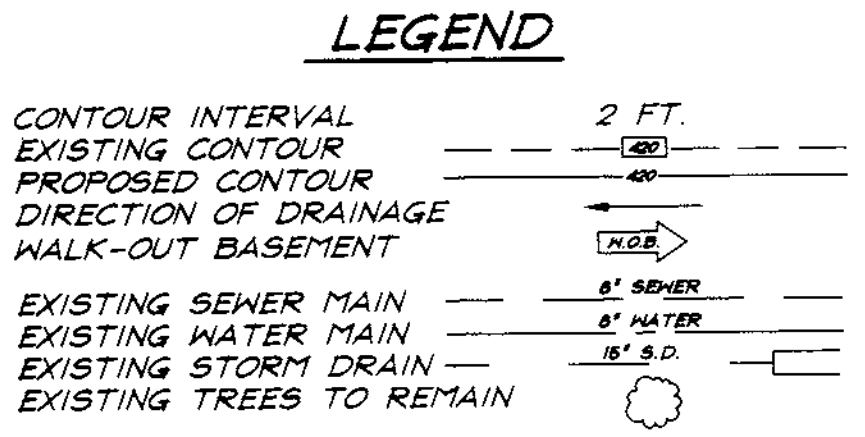 LEGEND
CONTOUR INTERVAL 2 FT.
EXISTING CONTOUR 420
PROPOSED CONTOUR 420
DIRECTION OF DRAINAGE
WALK-OUT BASEMENT W.O.B.
EXISTING SEWER MAIN 8" SEWER
EXISTING WATER MAIN 8" WATER
EXISTING STORM DRAIN 15" S.D.
EXISTING TREES TO REMAIN